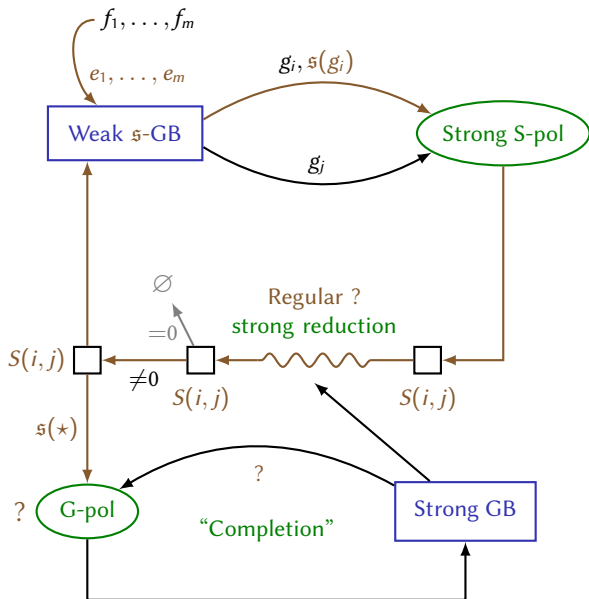 f₁, . . . , fₘ
e₁, . . . , eₘ
gᵢ, 𝔰(gᵢ)
Weak 𝔰-GB
Strong S-pol
gⱼ
∅
Regular ?
=0
strong reduction
S(i, j)
≠0
S(i, j)
S(i, j)
𝔰(⋆)
?
? G-pol
Strong GB
“Completion”